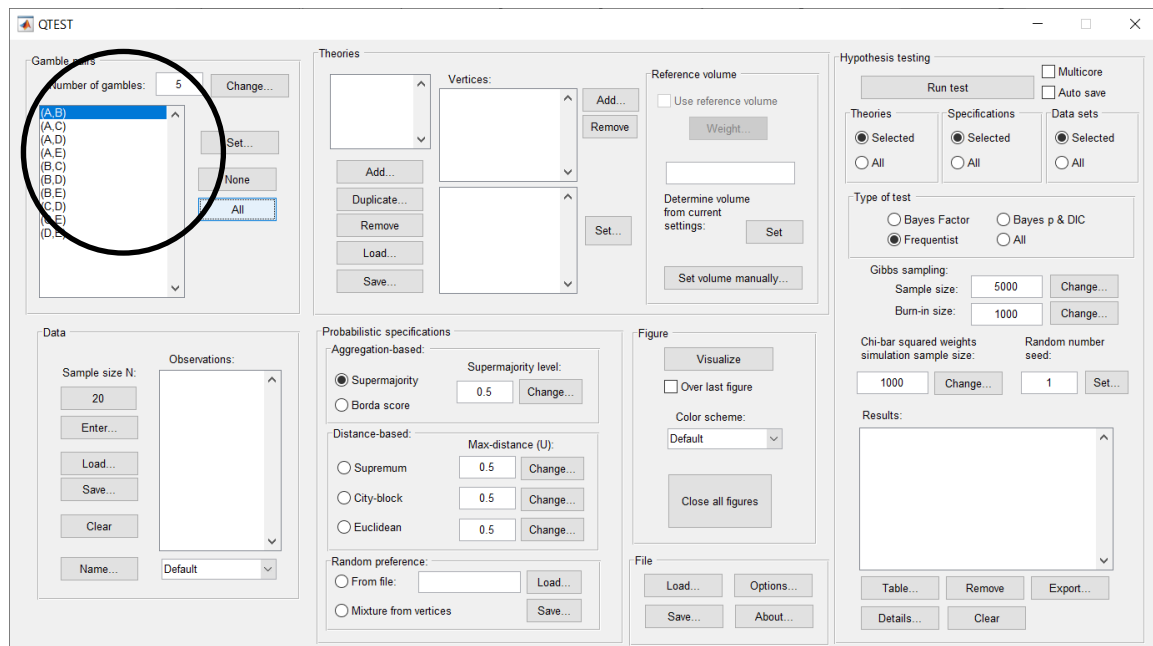 QTEST
Gamble pairs
Number of gambles: 5 Change...
(A,B)
(A,C)
(A,D)
(A,E)
(B,C)
(B,D)
(B,E)
(C,D)
(C,E)
(D,E)
Set...
None
All
Theories
Add...
Duplicate...
Remove
Load...
Save...
Vertices:
Add...
Remove
Set...
Reference volume
Use reference volume
Weight...
Determine volume
from current
settings:
Set
Set volume manually...
Hypothesis testing
Run test
Multicore
Auto save
Theories
Selected
All
Specifications
Selected
All
Data sets
Selected
All
Type of test
Bayes Factor Bayes p & DIC
Frequentist All
Gibbs sampling:
Sample size: 5000 Change...
Burn-in size: 1000 Change...
Chi-bar squared weights
simulation sample size:
1000 Change...
Random number
seed:
1 Set...
Results:
Table... Remove Export...
Details... Clear
Data
Sample size N:
20
Enter...
Load...
Save...
Clear
Name... Default
Observations:
Probabilistic specifications
Aggregation-based:
Supermajority
Borda score
Supermajority level:
0.5 Change...
Distance-based:
Max-distance (U):
Supremum 0.5 Change...
City-block 0.5 Change...
Euclidean 0.5 Change...
Random preference:
From file: Load...
Mixture from vertices Save...
Figure
Visualize
Over last figure
Color scheme:
Default
Close all figures
File
Load... Options...
Save... About...